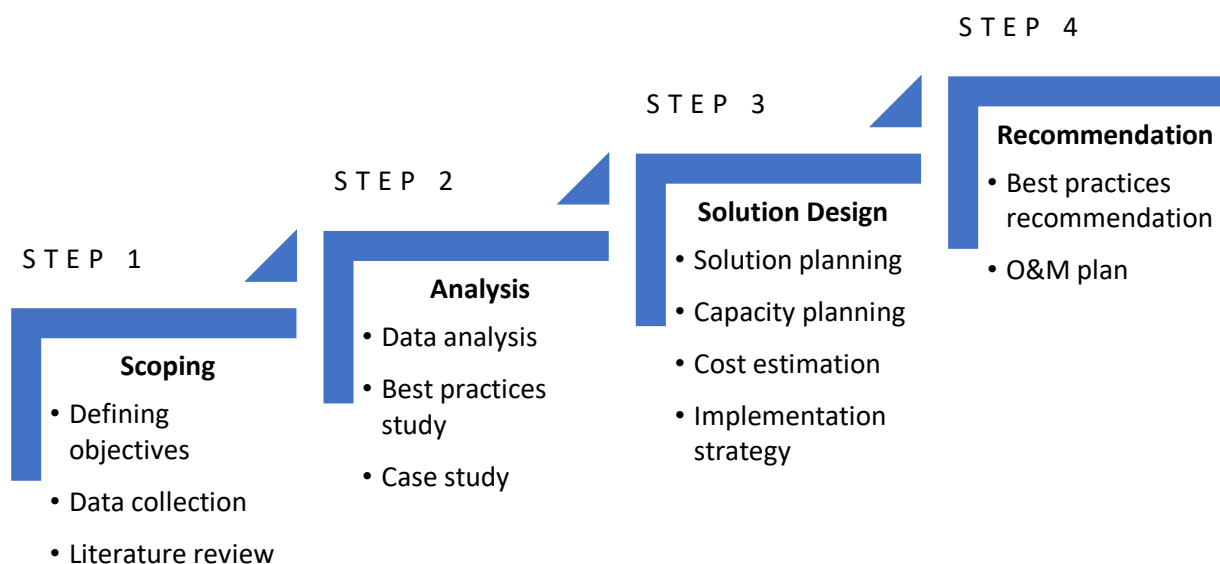 STEP 1
Scoping
• Defining
objectives
• Data collection
• Literature review
STEP 2
Analysis
• Data analysis
• Best practices
study
• Case study
STEP 3
Solution Design
• Solution planning
• Capacity planning
• Cost estimation
• Implementation
strategy
STEP 4
Recommendation
• Best practices
recommendation
• O&M plan